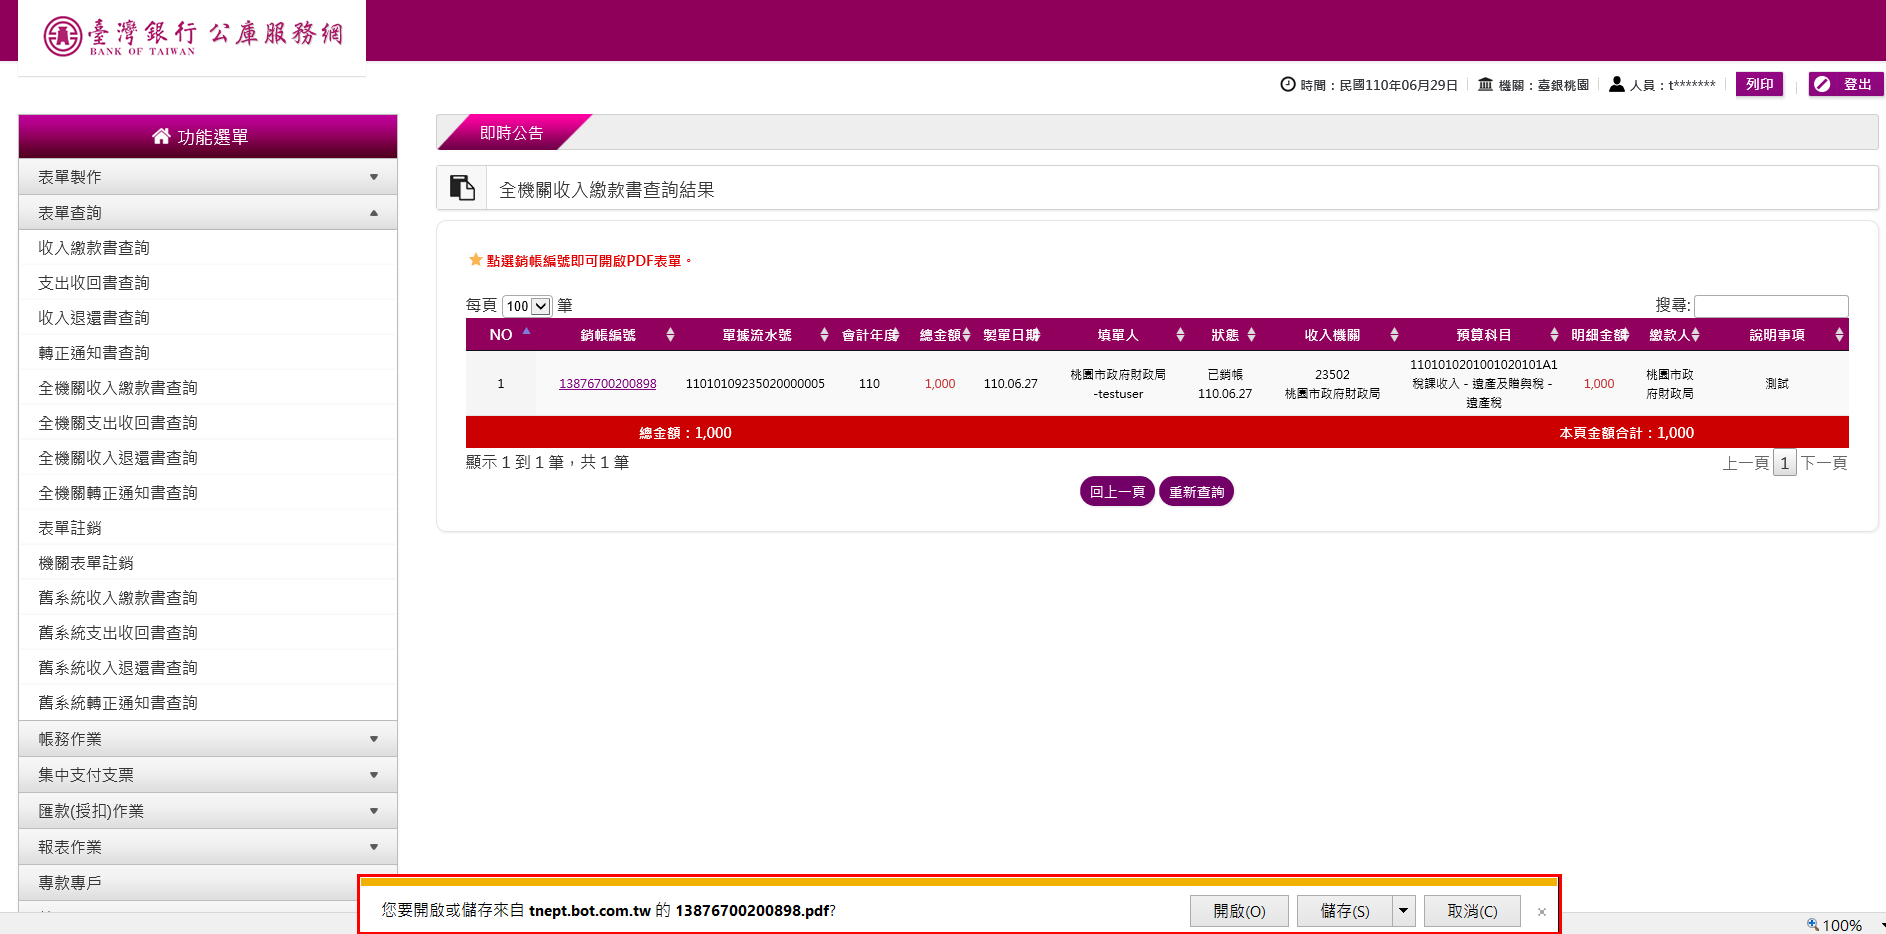 臺灣銀行 公庫服務網
BANK OF TAIWAN
時間：民國110年06月29日 機關：臺銀桃園 人員：t******* 列印 登出
功能選單
表單製作
表單查詢
收入繳款書查詢
支出收回書查詢
收入退還書查詢
轉正通知書查詢
全機關收入繳款書查詢
全機關支出收回書查詢
全機關收入退還書查詢
全機關轉正通知書查詢
表單註銷
機關表單註銷
舊系統收入繳款書查詢
舊系統支出收回書查詢
舊系統收入退還書查詢
舊系統轉正通知書查詢
帳務作業
集中支付支票
匯款(授扣)作業
報表作業
專款專戶
即時公告
全機關收入繳款書查詢結果
點選銷帳編號即可開啟PDF表單。
每頁 100 筆 搜尋:
NO 銷帳編號 單據流水號 會計年度 總金額 製單日期 填單人 狀態 收入機關 預算科目 明細金額 繳款人 說明事項
1 13876700200898 11010109235020000005 110 1,000 110.06.27 桃園市政府財政局 -testuser 已銷帳 110.06.27 23502 桃園市政府財政局 1101010201001020101A1 稅課收入 - 遺產及贈與稅 - 遺產稅 1,000 桃園市政府財政局 測試
總金額：1,000 本頁金額合計：1,000
顯示 1 到 1 筆，共 1 筆 上一頁 1 下一頁
回上一頁 重新查詢
您要開啟或儲存來自 tnept.bot.com.tw 的 13876700200898.pdf? 開啟(O) 儲存(S) 取消(C) ×
100%